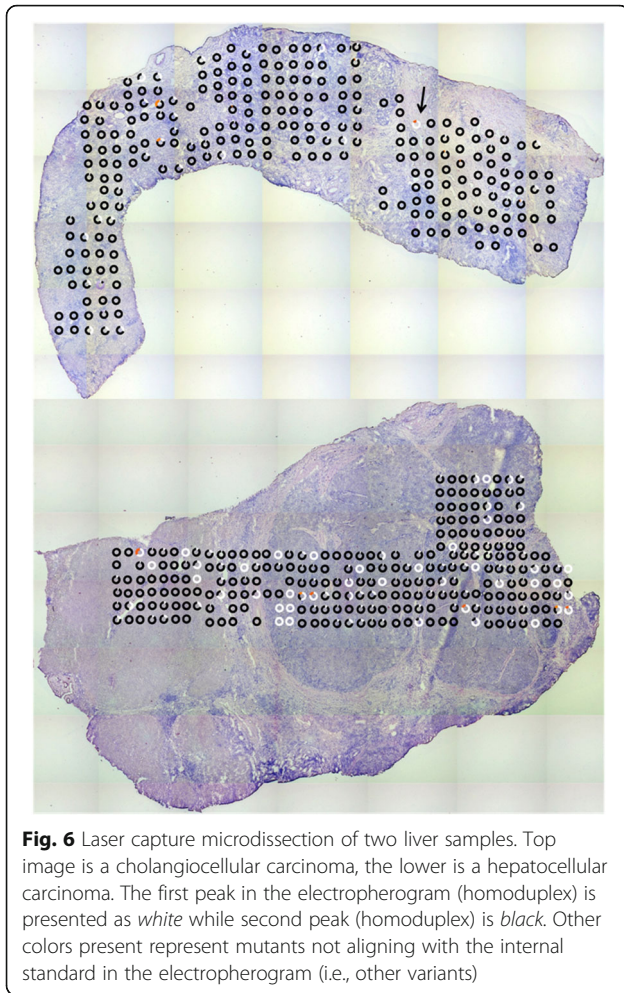 Fig. 6 Laser capture microdissection of two liver samples. Top
image is a cholangiocellular carcinoma, the lower is a hepatocellular
carcinoma. The first peak in the electropherogram (homoduplex) is
presented as white while second peak (homoduplex) is black. Other
colors present represent mutants not aligning with the internal
standard in the electropherogram (i.e., other variants)